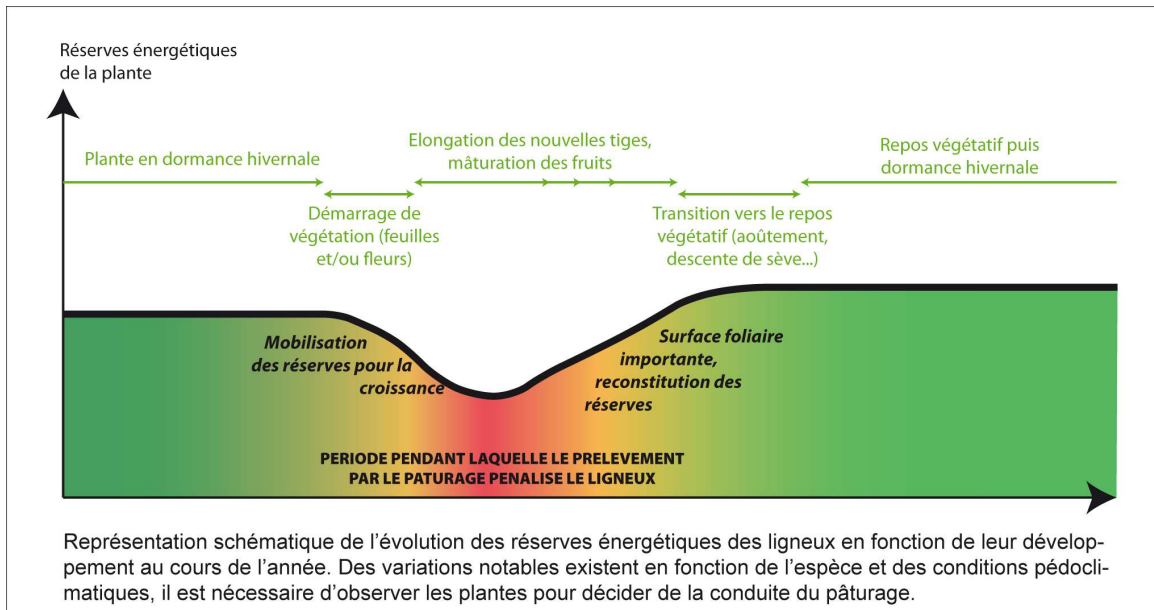 Réserves énergétiques
de la plante
Plante en dormance hivernale
Elongation des nouvelles tiges,
mâturation des fruits
Repos végétatif puis
dormance hivernale
Démarrage de
végétation (feuilles
et/ou fleurs)
Transition vers le repos
végétatif (aoûtement,
descente de sève...)
Mobilisation
des réserves pour la
croissance
Surface foliaire
importante,
reconstitution des
réserves
PERIODE PENDANT LAQUELLE LE PRELEVEMENT
PAR LE PATURAGE PENALISE LE LIGNEUX
Représentation schématique de l'évolution des réserves énergétiques des ligneux en fonction de leur dévelop-
pement au cours de l'année. Des variations notables existent en fonction de l'espèce et des conditions pédocli-
matiques, il est nécessaire d'observer les plantes pour décider de la conduite du pâturage.